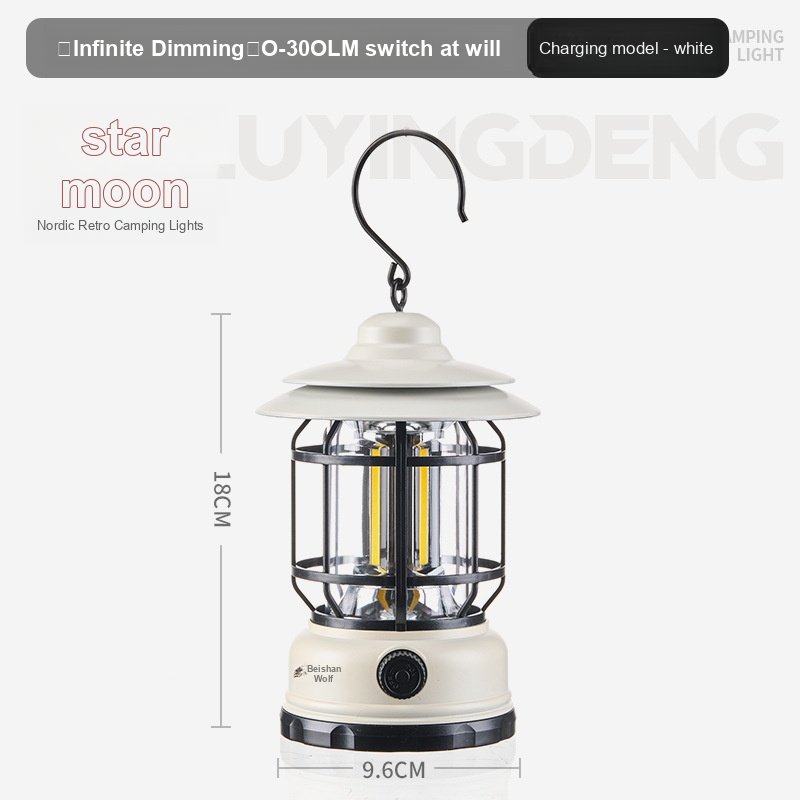 Infinite Dimming O-30OLM switch at will
Charging model - white
AMPING
LIGHT
LUYINGDENG
star
moon
Nordic Retro Camping Lights
18CM
Beishan
Wolf
9.6CM